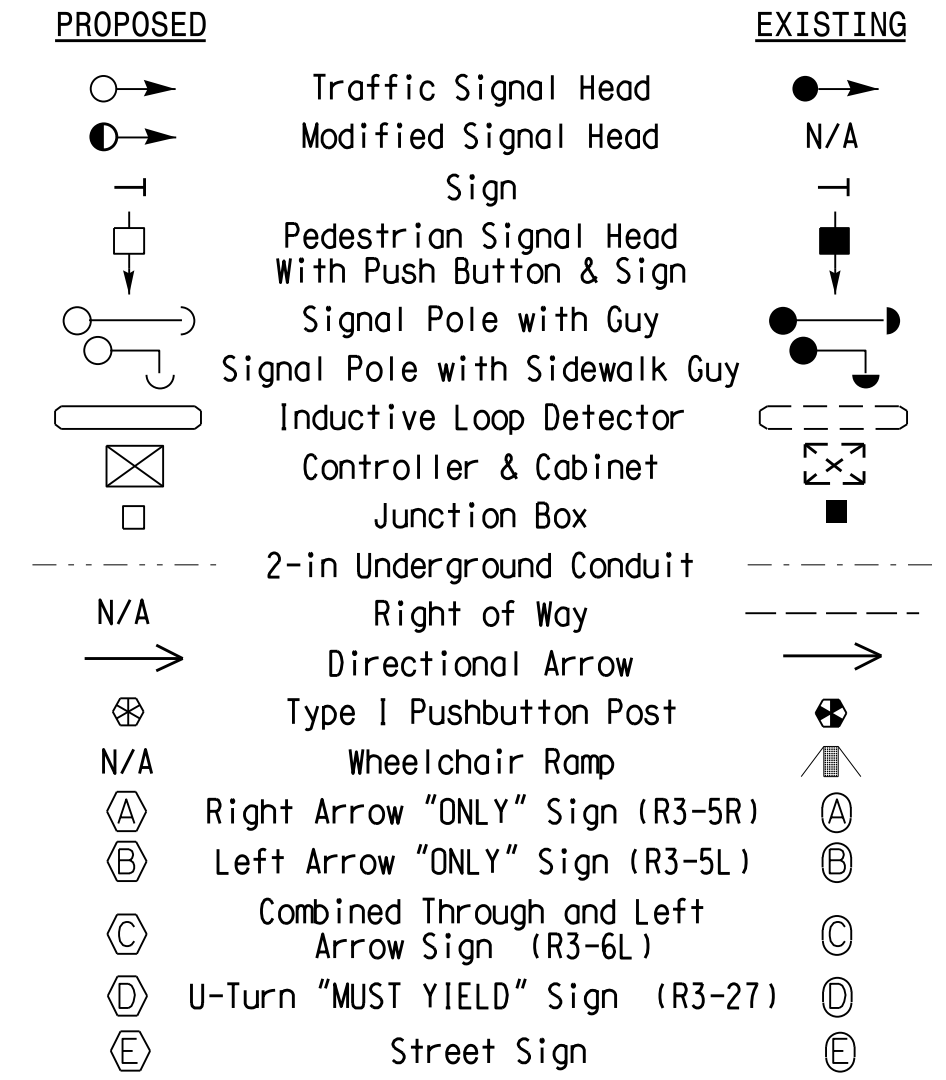 PROPOSED EXISTING
Traffic Signal Head
Modified Signal Head N/A
Sign
Pedestrian Signal Head
With Push Button & Sign
Signal Pole with Guy
Signal Pole with Sidewalk Guy
Inductive Loop Detector
Controller & Cabinet
Junction Box
2-in Underground Conduit
N/A Right of Way
Directional Arrow
Type I Pushbutton Post
N/A Wheelchair Ramp
A Right Arrow "ONLY" Sign (R3-5R) A
B Left Arrow "ONLY" Sign (R3-5L) B
Combined Through and Left
C Arrow Sign (R3-6L) C
D U-Turn "MUST YIELD" Sign (R3-27) D
E Street Sign E